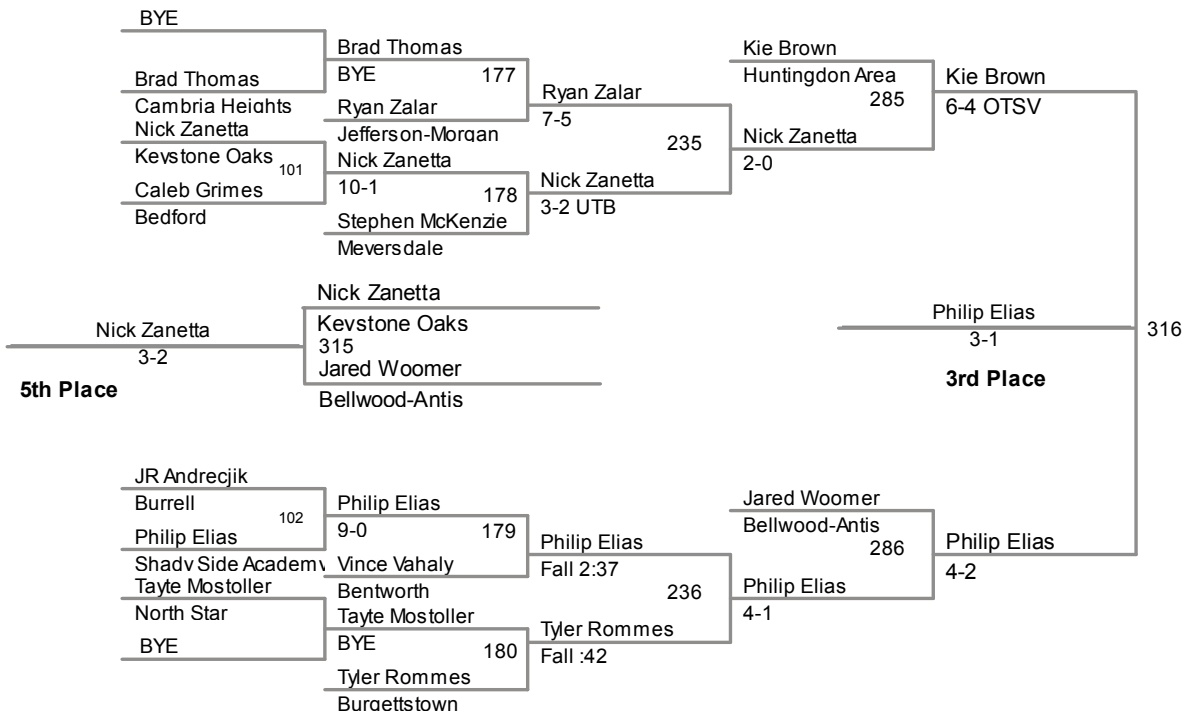 BYE
Brad Thomas
Cambria Heights
Nick Zanetta
Keystone Oaks
101
Caleb Grimes
Bedford
Brad Thomas
BYE
177
Ryan Zalar
Jefferson-Morgan
Nick Zanetta
10-1
178
Stephen McKenzie
Meyersdale
Ryan Zalar
7-5
235
Nick Zanetta
3-2 UTB
Kie Brown
Huntingdon Area
285
Nick Zanetta
2-0
Kie Brown
6-4 OTSV
Nick Zanetta
3-2
5th Place
Nick Zanetta
Keystone Oaks
315
Jared Woomer
Bellwood-Antis
Philip Elias
3-1
3rd Place
316
JR Andrecjik
Burrell
102
Philip Elias
Shady Side Academy
Tayte Mostoller
North Star
BYE
Philip Elias
9-0
179
Vince Vahaly
Bentworth
Tayte Mostoller
BYE
180
Tyler Rommes
Burgettstown
Philip Elias
Fall 2:37
236
Tyler Rommes
Fall :42
Jared Woomer
Bellwood-Antis
286
Philip Elias
4-1
Philip Elias
4-2